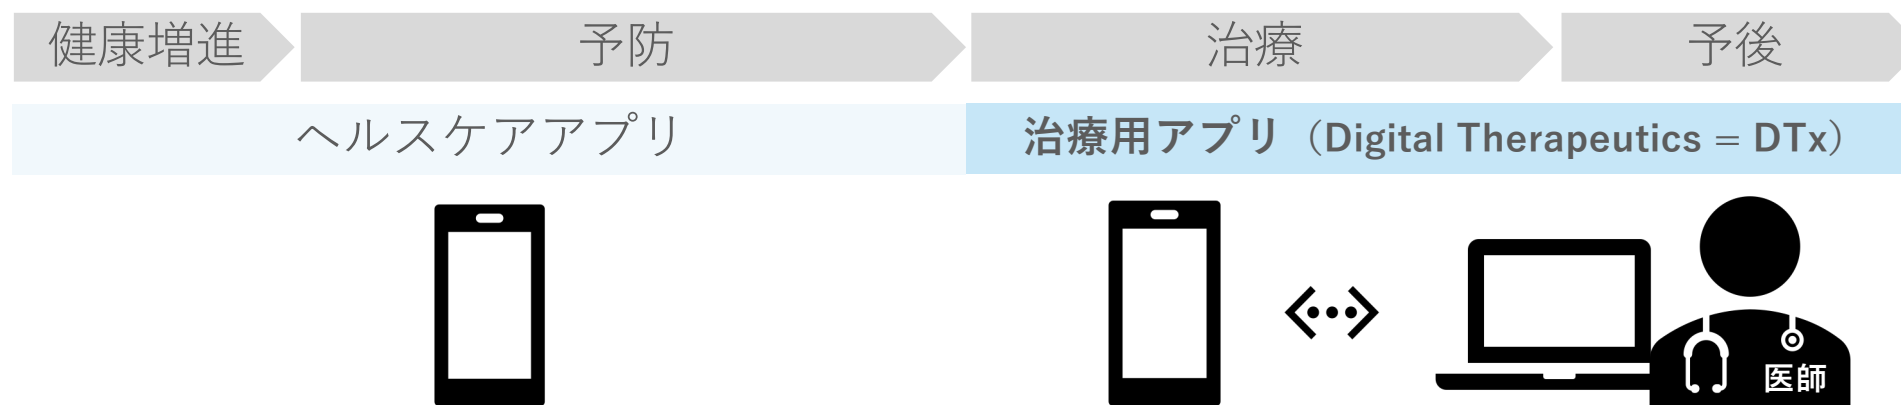 健康増進 予防 治療 予後
ヘルスケアアプリ 治療用アプリ（Digital Therapeutics = DTx）
医師